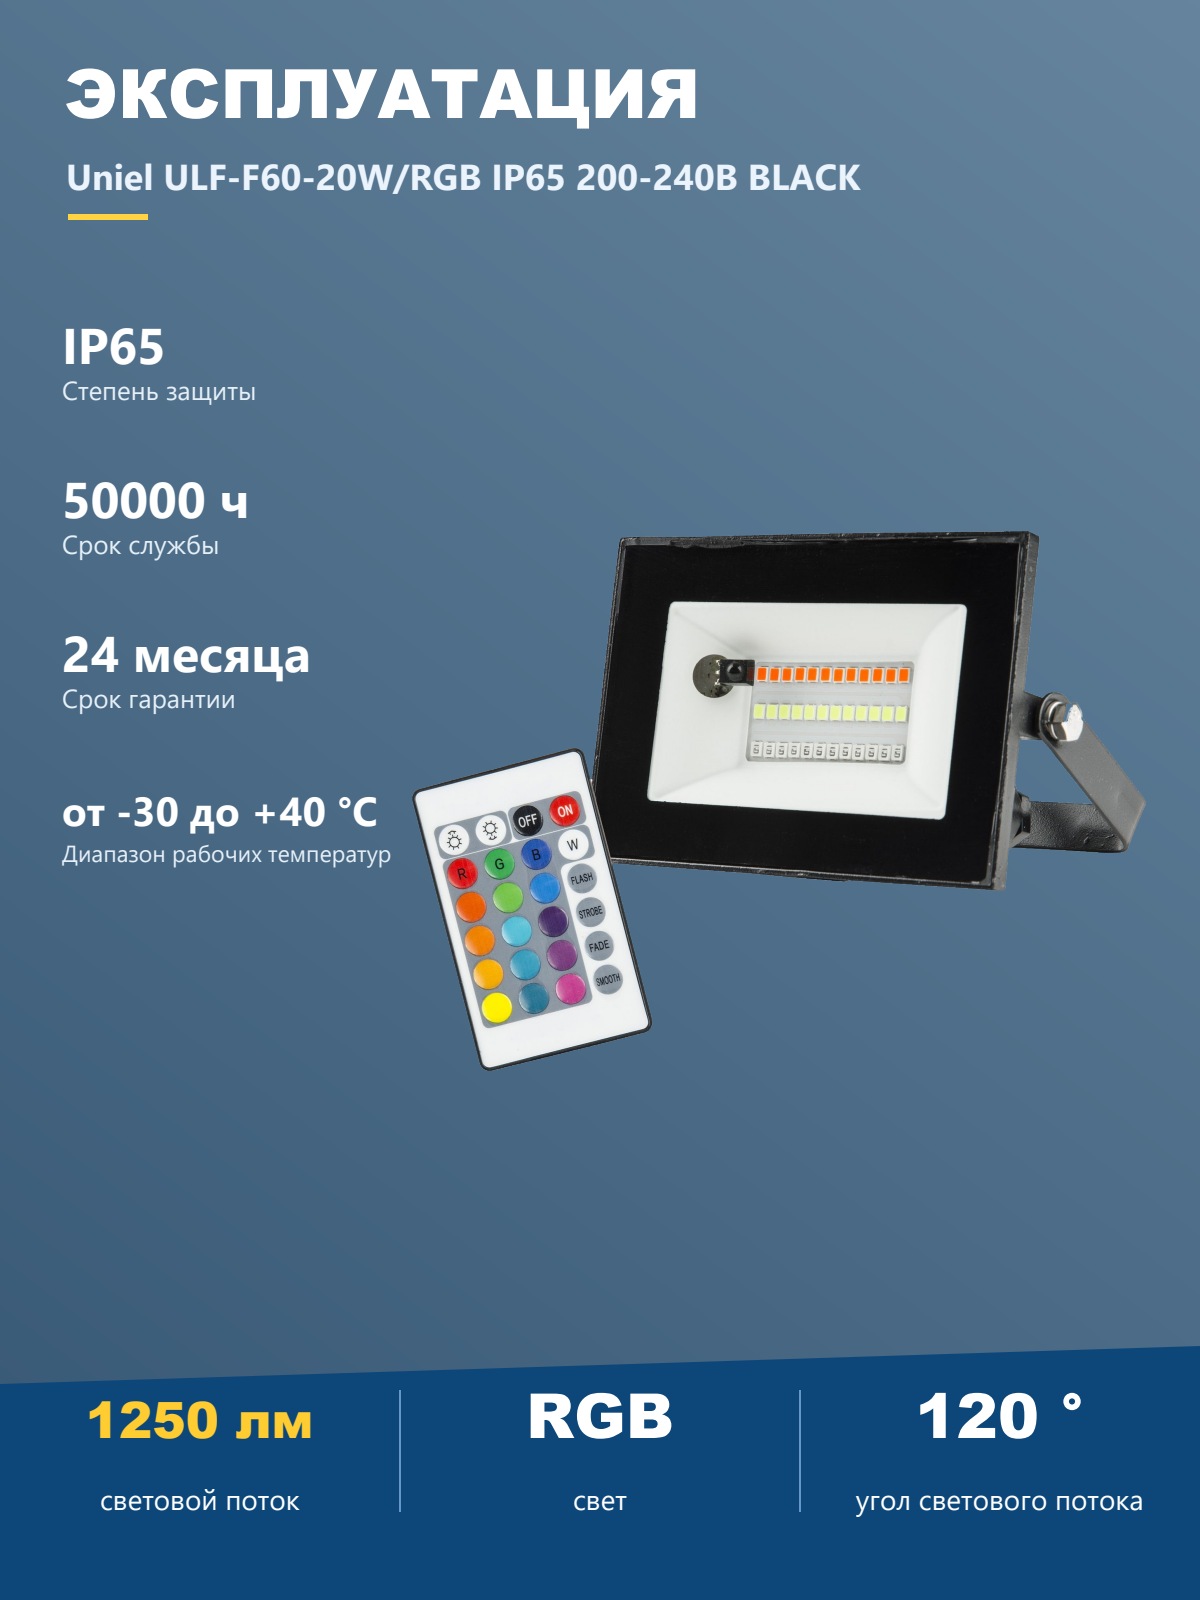 ЭКСПЛУАТАЦИЯ
Uniel ULF-F60-20W/RGB IP65 200-240В BLACK
IP65
Степень защиты
50000 ч
Срок службы
24 месяца
Срок гарантии
от -30 до +40 °C
Диапазон рабочих температур
OFF ON
R G B W
FLASH
STROBE
FADE
SMOOTH
1250 лм
световой поток
RGB
свет
120 °
угол светового потока